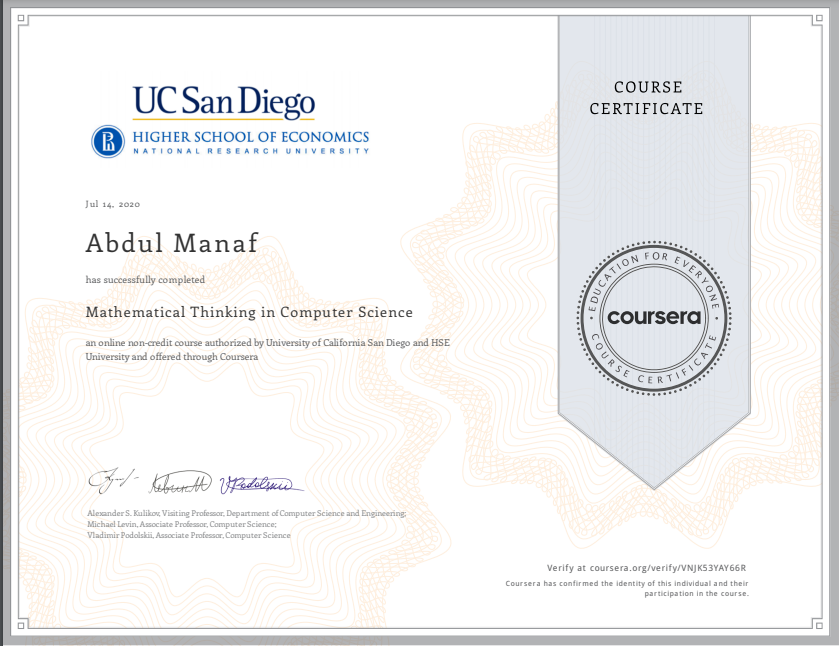 UC San Diego
HIGHER SCHOOL OF ECONOMICS
NATIONAL RESEARCH UNIVERSITY
COURSE
CERTIFICATE
Jul 14, 2020
Abdul Manaf
has successfully completed
Mathematical Thinking in Computer Science
an online non-credit course authorized by University of California San Diego and HSE
University and offered through Coursera
EDUCATION FOR EVERYONE
coursera
COURSE CERTIFICATE
Alexander S. Kulikov, Visiting Professor, Department of Computer Science and Engineering;
Michael Levin, Associate Professor, Computer Science;
Vladimir Podolskii, Associate Professor, Computer Science
Verify at coursera.org/verify/VNJK53YAY66R
Coursera has confirmed the identity of this individual and their
participation in the course.